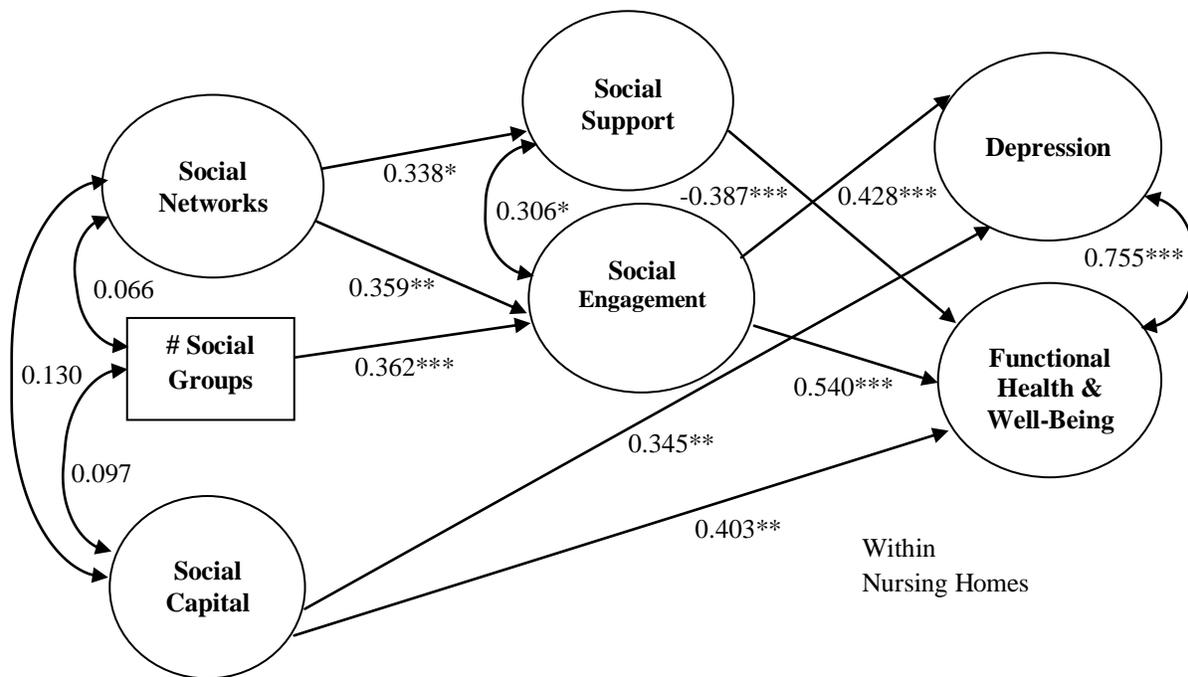 Social
Support
Depression
Social
Networks
0.338*
-0.387***
0.428***
0.306*
0.755***
Social
Engagement
0.359**
0.066
# Social
Groups
0.362***
0.130
0.540***
Functional
Health &
Well-Being
0.345**
0.097
0.403**
Social
Capital
Within
Nursing Homes